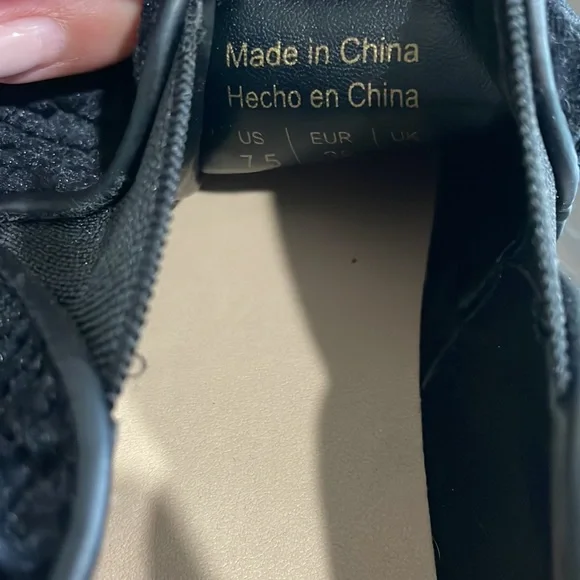 Made in China
Hecho en China
US | EUR | UK
7.5